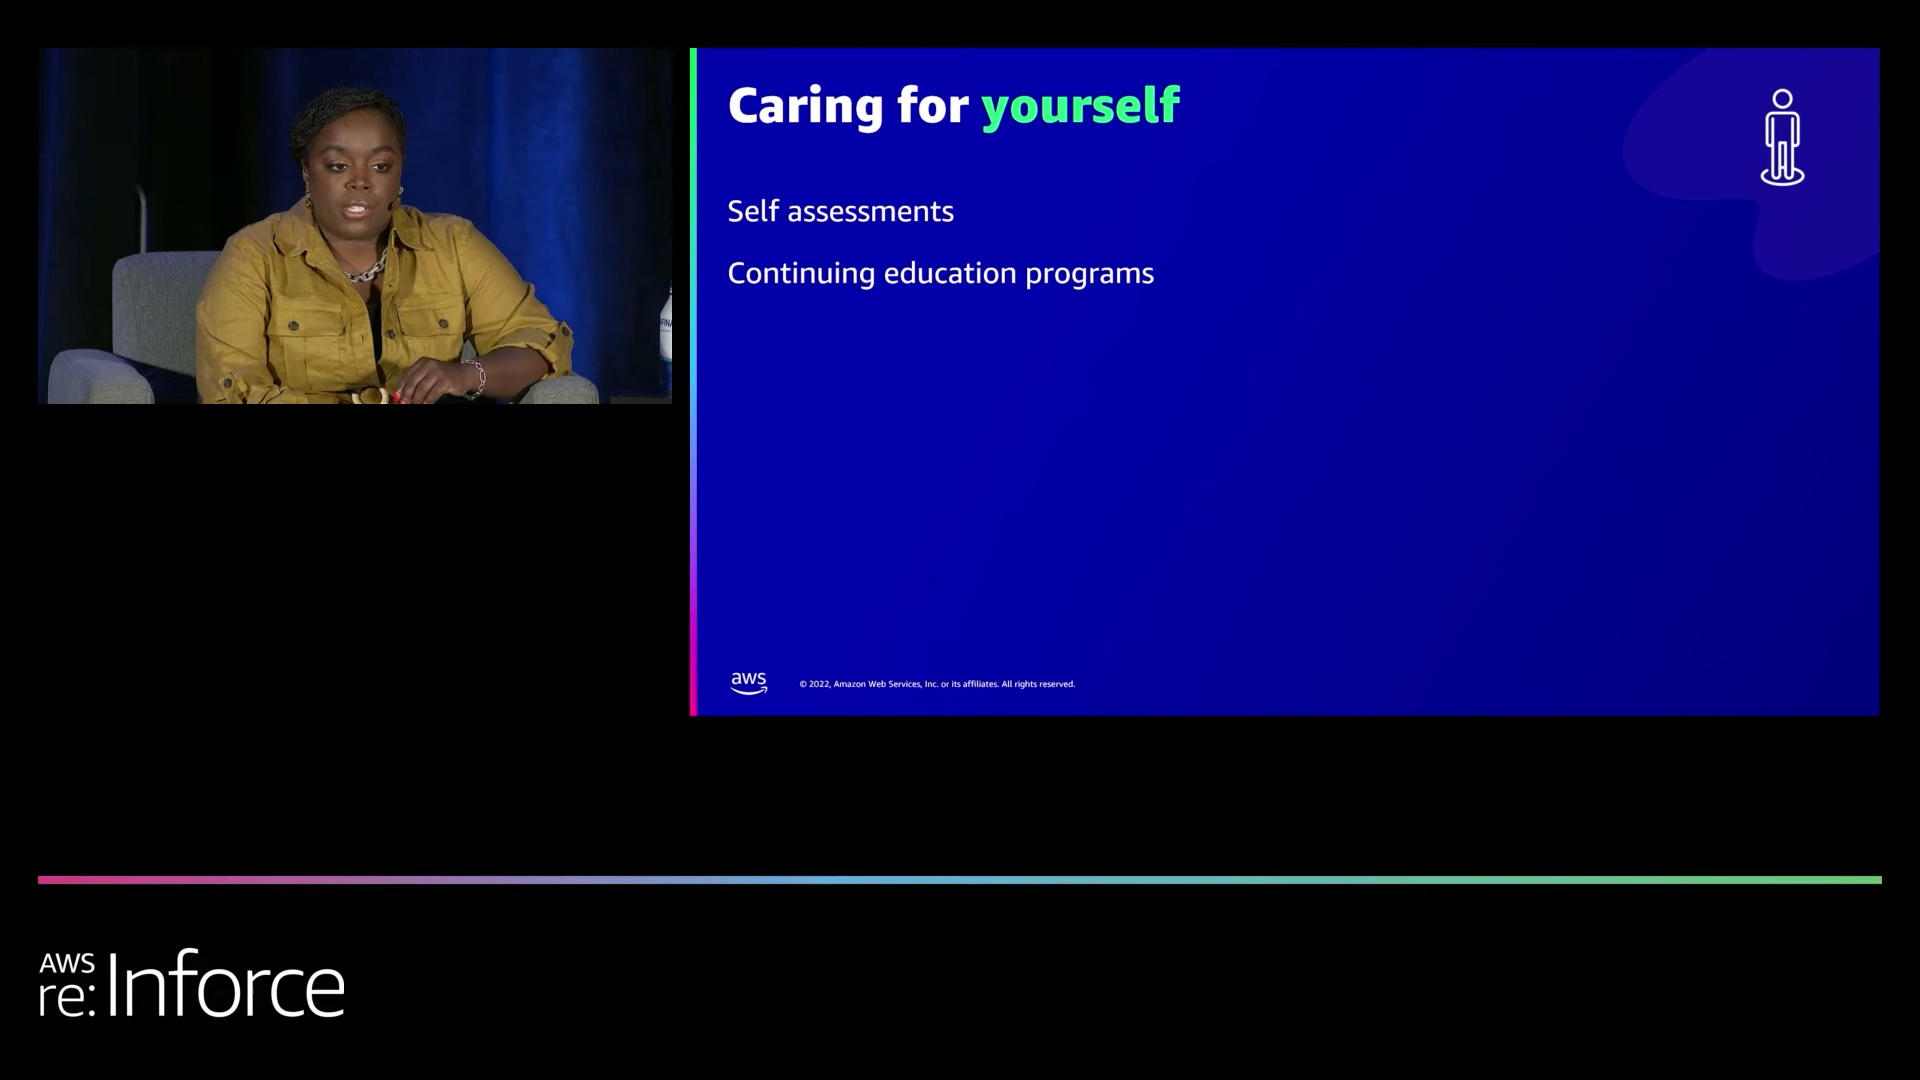 Caring for yourself
Self assessments
Continuing education programs
aws
© 2022, Amazon Web Services, Inc. or its affiliates. All rights reserved.
AWS
re:Inforce